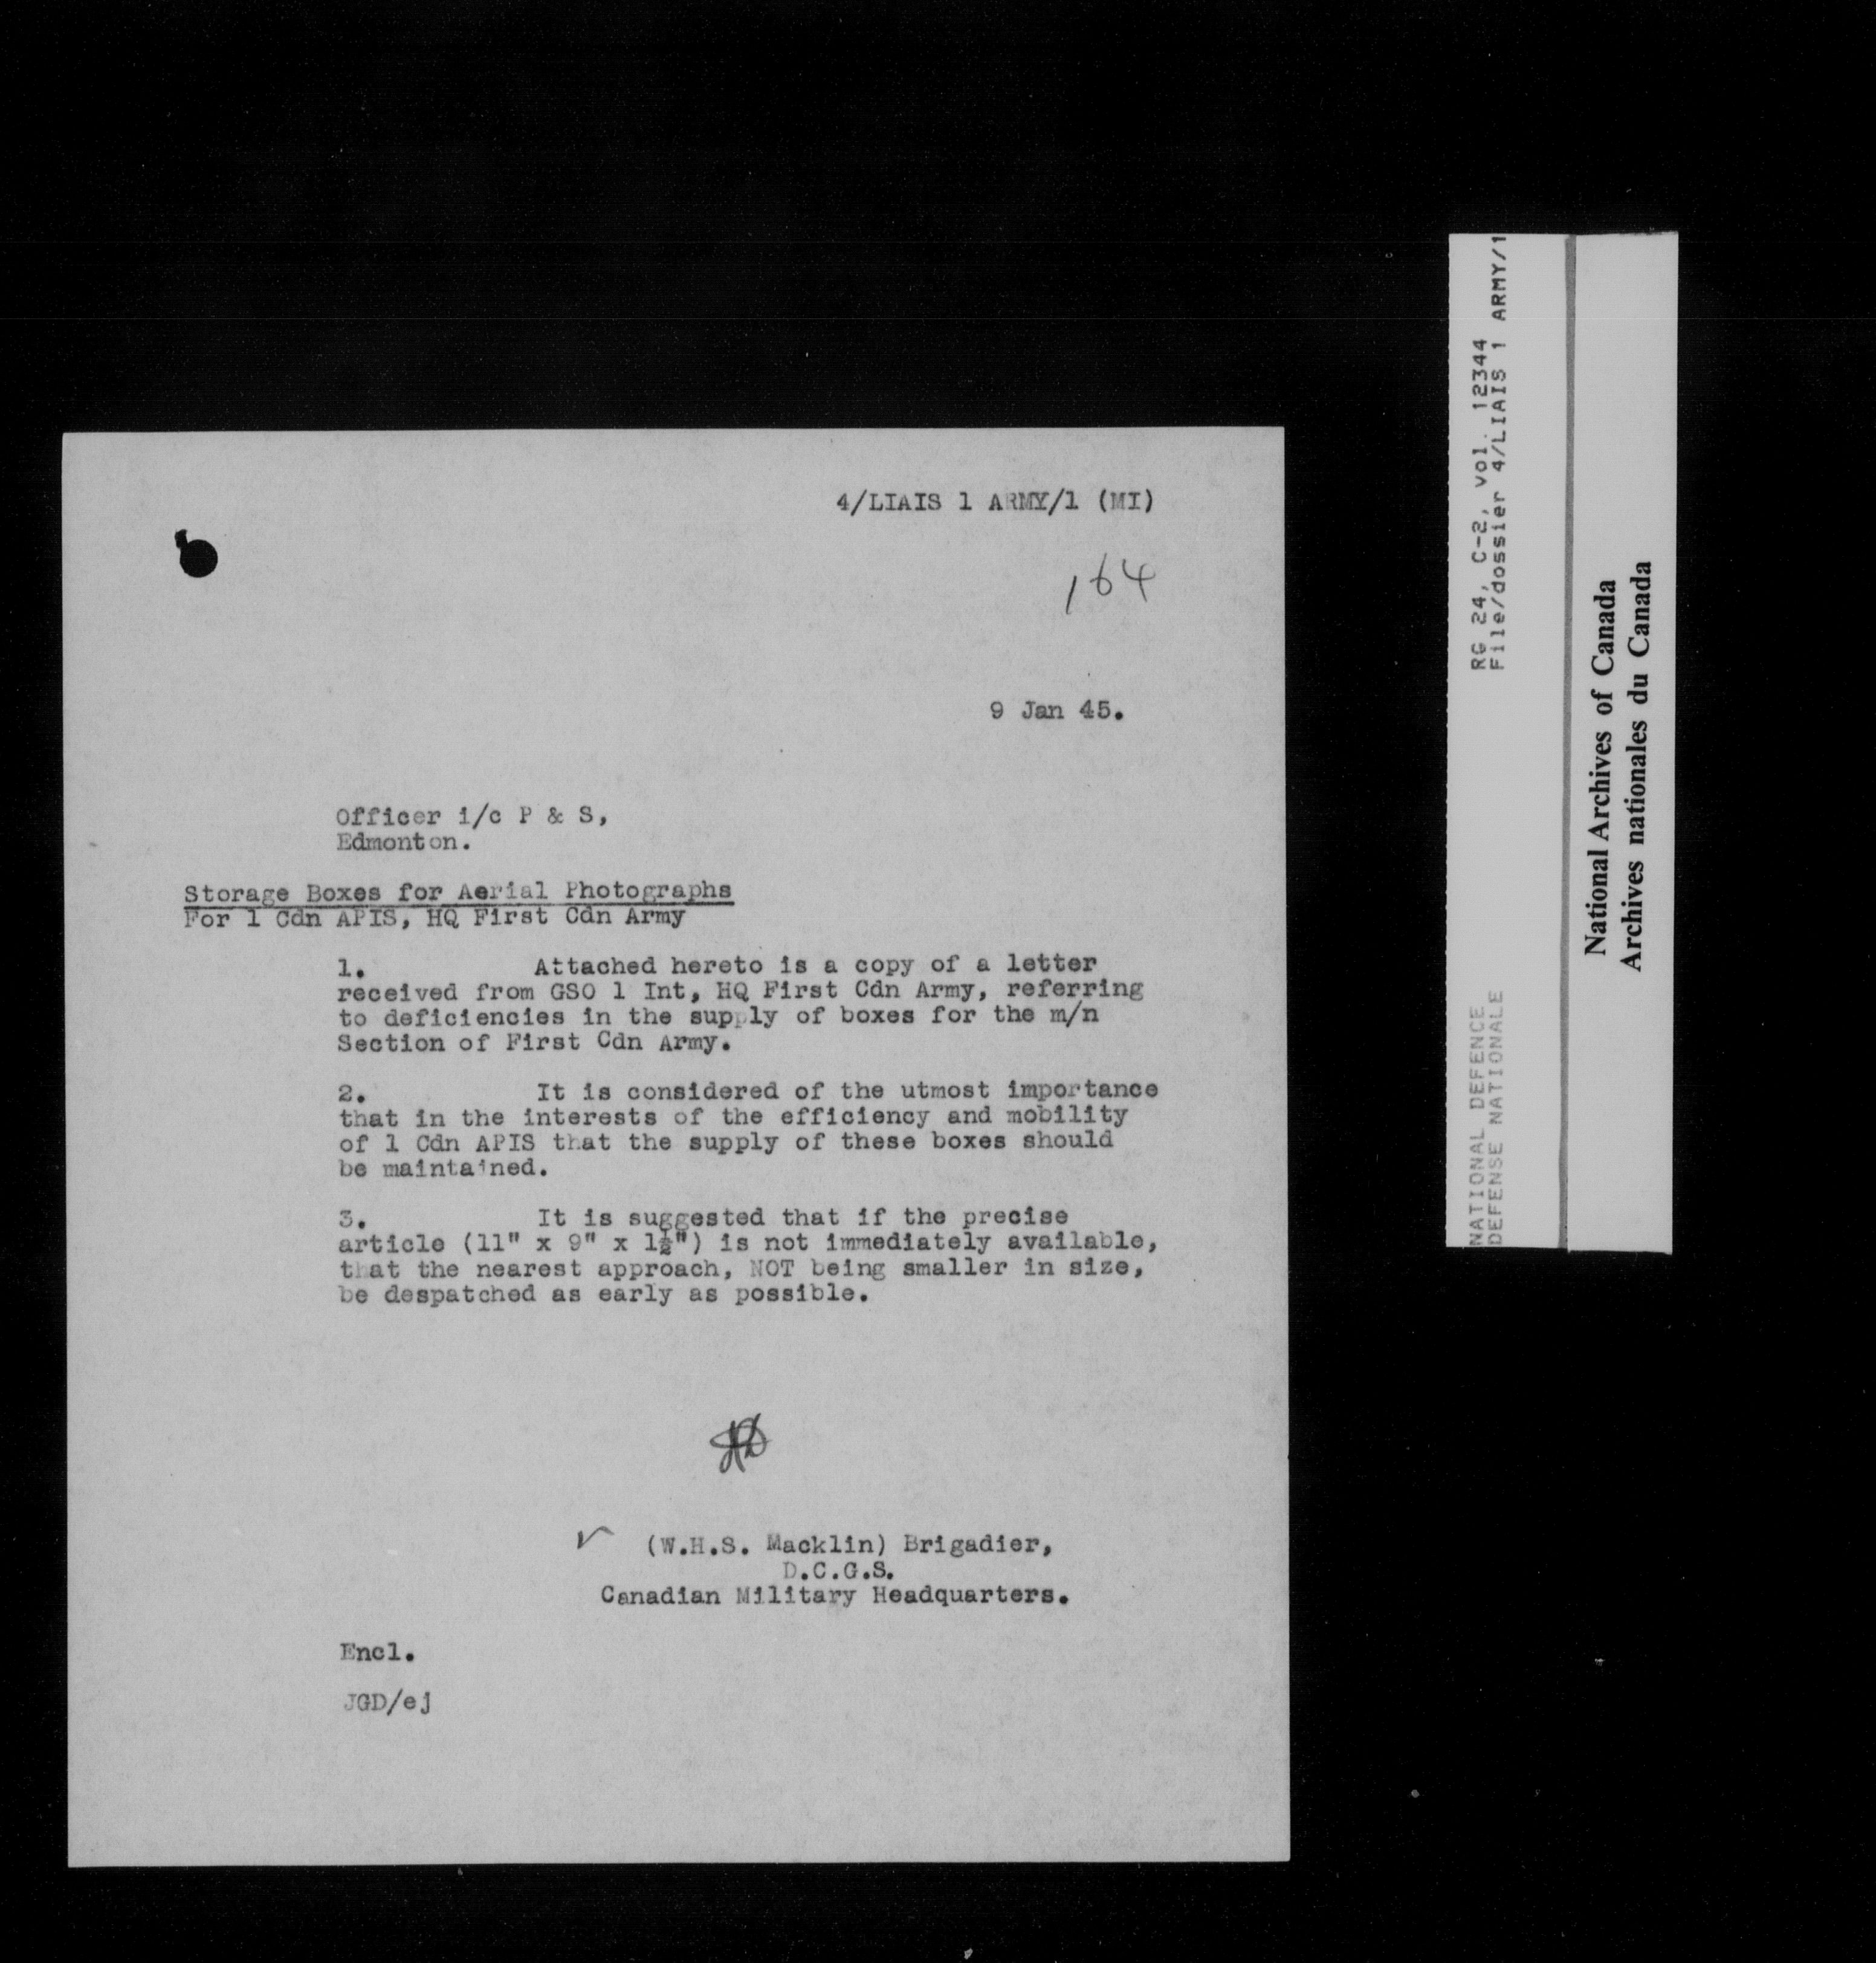 4/LIAIS 1 ARMY/1 (MI)
164
9 Jan 45.
Officer i/c P & S,
Edmonton.
Storage Boxes for Aerial Photographs
For 1 Cdn APIS, HQ First Cdn Army
1. Attached hereto is a copy of a letter
received from GSO 1 Int, HQ First Cdn Army, referring
to deficiencies in the supply of boxes for the m/n
Section of First Cdn Army.
2. It is considered of the utmost importance
that in the interests of the efficiency and mobility
of 1 Cdn APIS that the supply of these boxes should
be maintained.
3. It is suggested that if the precise
article (11" x 9" x 1½") is not immediately available,
that the nearest approach, NOT being smaller in size,
be despatched as early as possible.
(W.H.S. Macklin) Brigadier,
D.C.G.S.
Canadian Military Headquarters.
Encl.
JGD/ej
RG 24, C-2, vol. 12344
File/dossier 4/LIAIS 1 ARMY/1
NATIONAL DEFENCE
DEFENSE NATIONALE
National Archives of Canada
Archives nationales du Canada